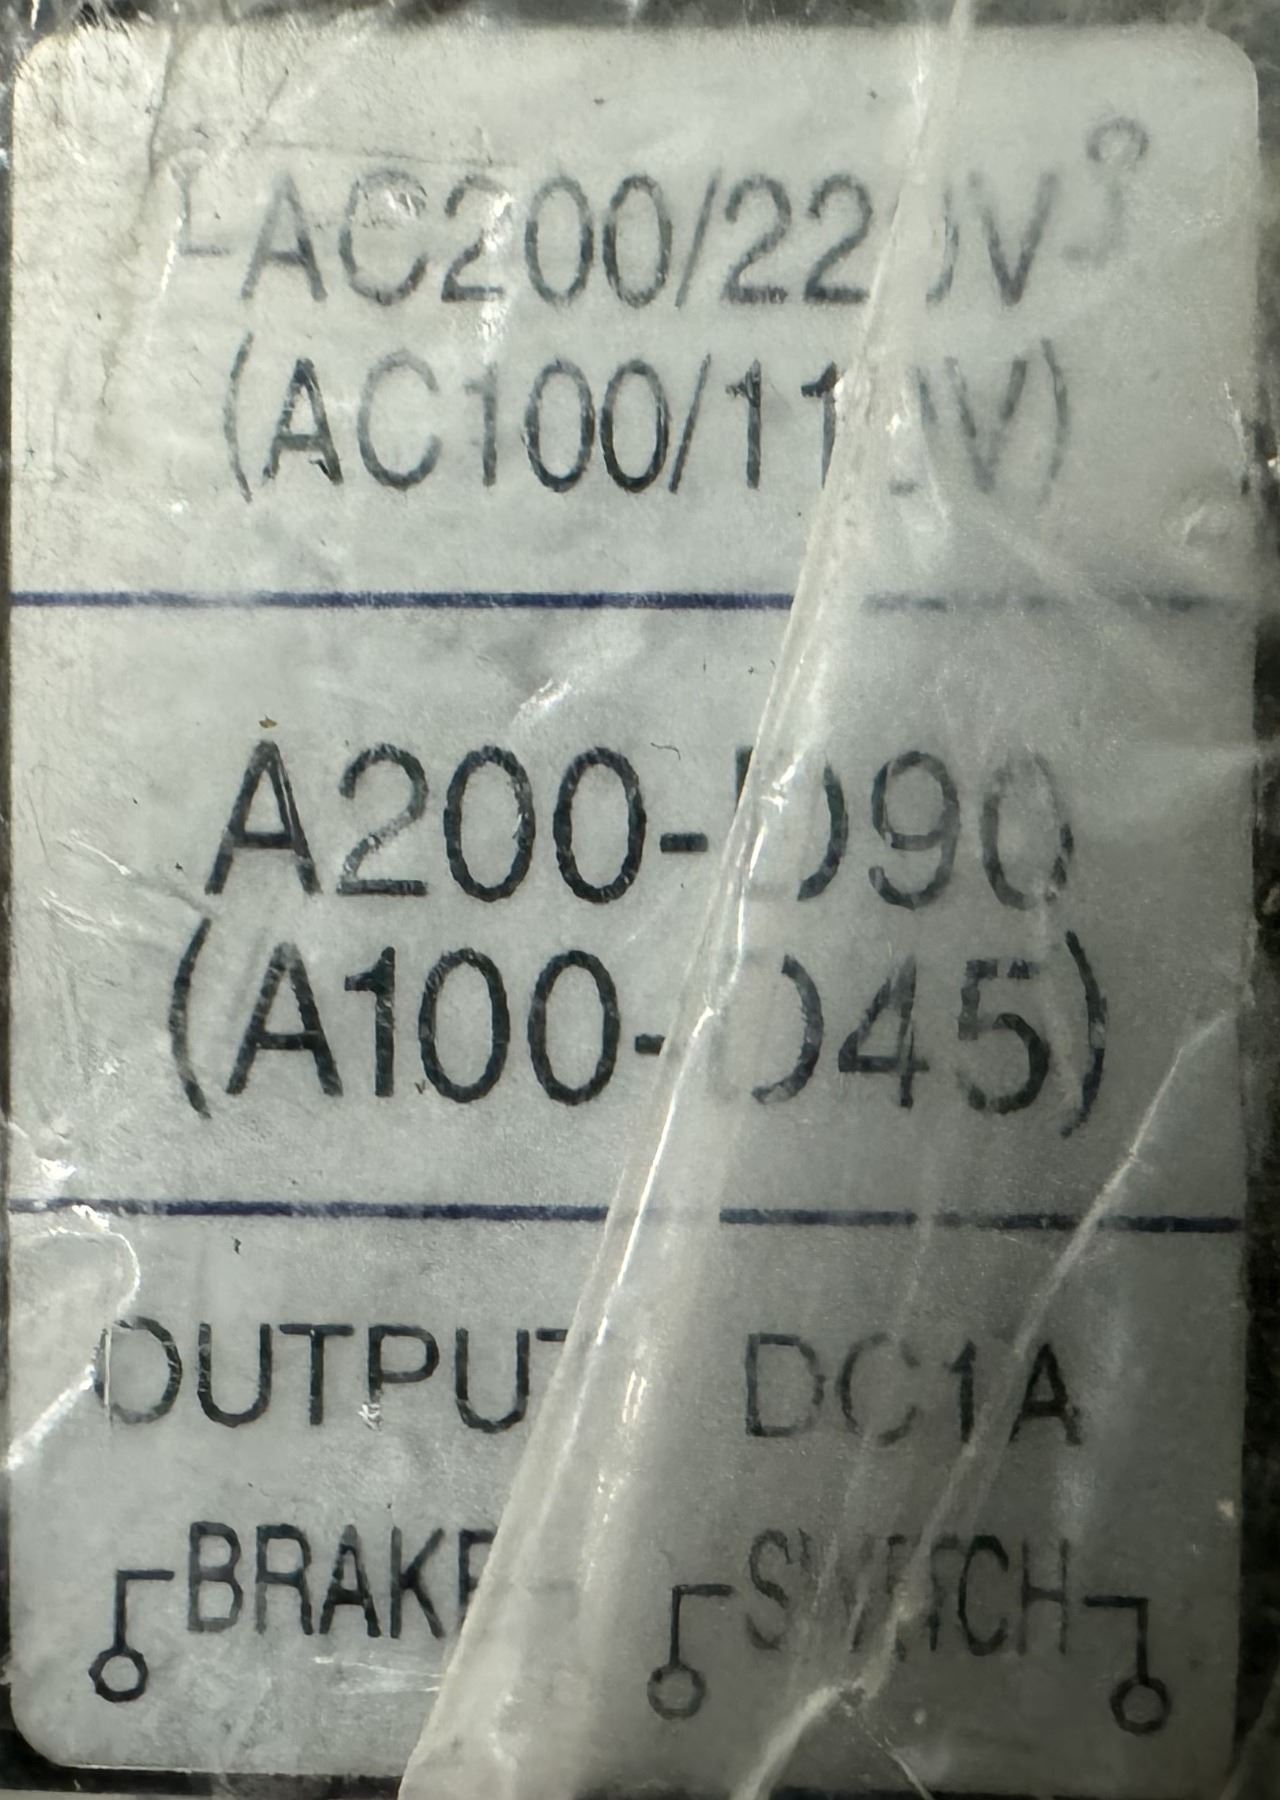 AC200/220V
(AC100/110V)
A200-D90
(A100-D45)
OUTPUT DC1A
BRAKE SWITCH